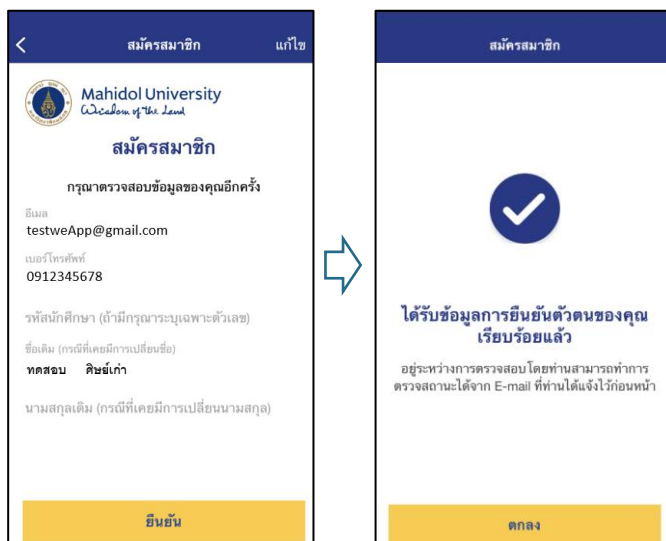 สมัครสมาชิก
แก้ไข
Mahidol University
Wisdom of the Land
สมัครสมาชิก
กรุณาตรวจสอบข้อมูลของคุณอีกครั้ง
อีเมล
testweApp@gmail.com
เบอร์โทรศัพท์
0912345678
รหัสนักศึกษา (ถ้ามีกรุณาระบุเฉพาะตัวเลข)
ชื่อเดิม (กรณีที่เคยมีการเปลี่ยนชื่อ)
ทดสอบ ศิษย์เก่า
นามสกุลเดิม (กรณีที่เคยมีการเปลี่ยนนามสกุล)
ยืนยัน
สมัครสมาชิก
ได้รับข้อมูลการยืนยันตัวตนของคุณ
เรียบร้อยแล้ว
อยู่ระหว่างการตรวจสอบ โดยท่านสามารถทำการ
ตรวจสถานะได้จาก E-mail ที่ท่านได้แจ้งไว้ก่อนหน้า
ตกลง